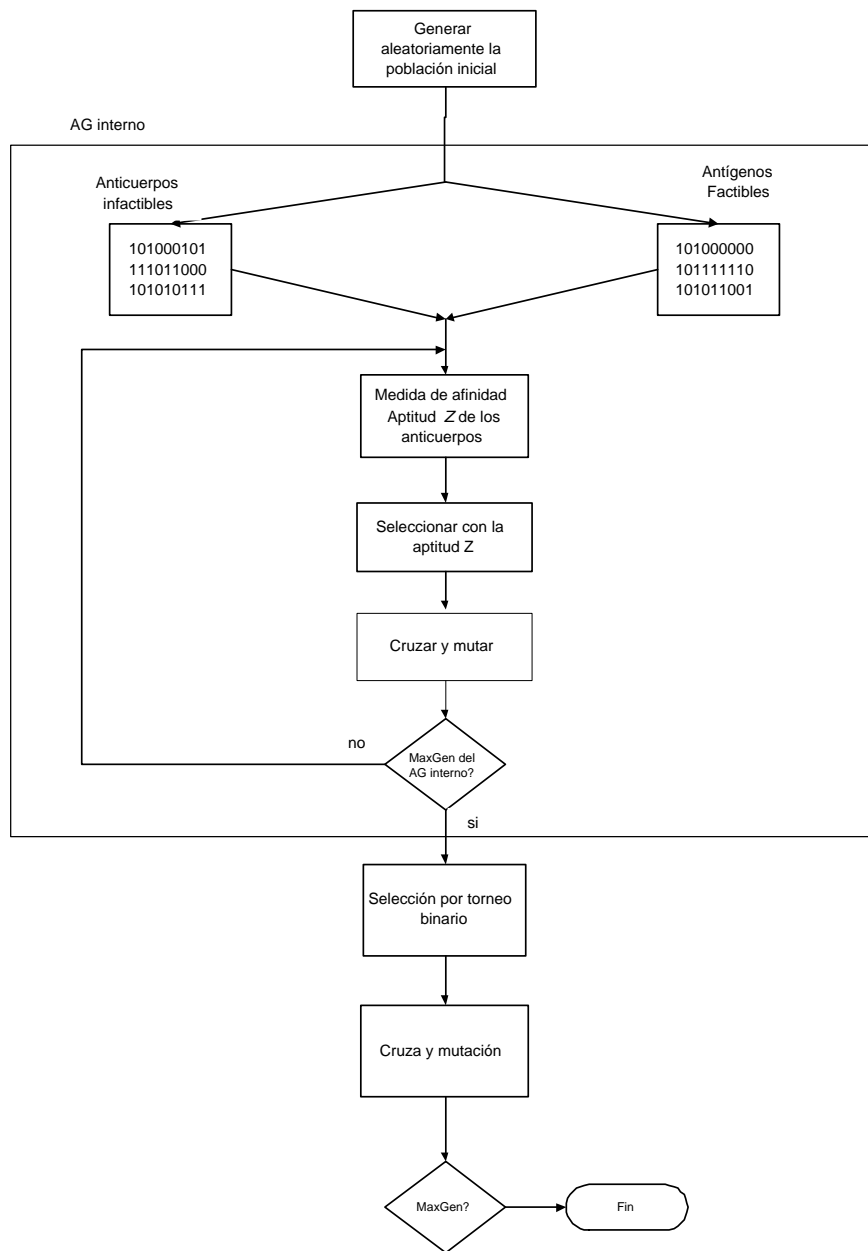 Generar
aleatoriamente la
población inicial
AG interno
Anticuerpos
infactibles
Antígenos
Factibles
101000101
111011000
101010111
101000000
101111110
101011001
Medida de afinidad
Aptitud Z de los
anticuerpos
Seleccionar con la
aptitud Z
Cruzar y mutar
no
MaxGen del
AG interno?
si
Selección por torneo
binario
Cruza y mutación
MaxGen?
Fin